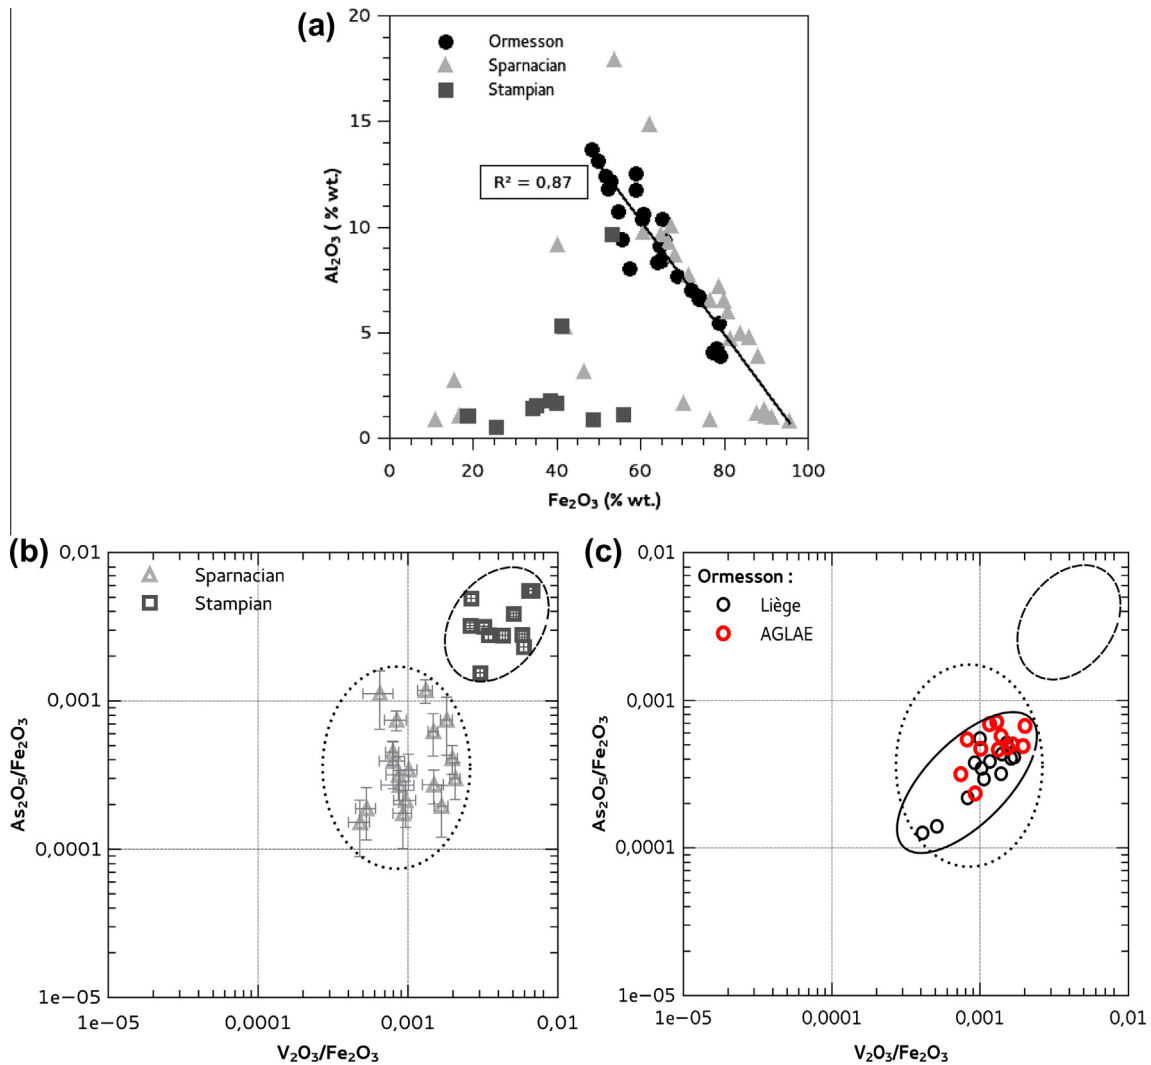 (a)
20
15
10
5
0
Al₂O₃ ( % wt.)
Ormesson
Sparnacian
Stampian
R² = 0,87
0 20 40 60 80 100
Fe₂O₃ (% wt.)
(b)
0,01
0,001
0,0001
1e−05
As₂O₅/Fe₂O₃
Sparnacian
Stampian
1e−05 0,0001 0,001 0,01
V₂O₃/Fe₂O₃
(c)
0,01
0,001
0,0001
1e−05
As₂O₅/Fe₂O₃
Ormesson :
Liège
AGLAE
1e−05 0,0001 0,001 0,01
V₂O₃/Fe₂O₃